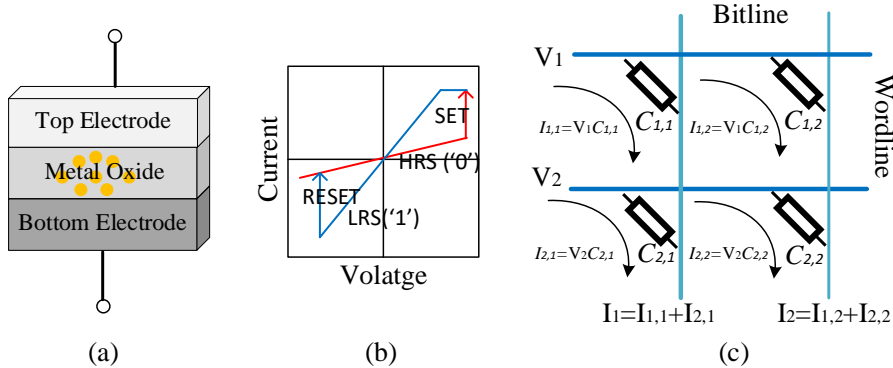 Top Electrode
Metal Oxide
Bottom Electrode
(a)
Current
SET
HRS ('0')
RESET
LRS('1')
Volatge
(b)
Bitline
Wordline
V1
C1,1
C1,2
I1,1=V1C1,1
I1,2=V1C1,2
V2
C2,1
C2,2
I2,1=V2C2,1
I2,2=V2C2,2
I1=I1,1+I2,1
I2=I1,2+I2,2
(c)